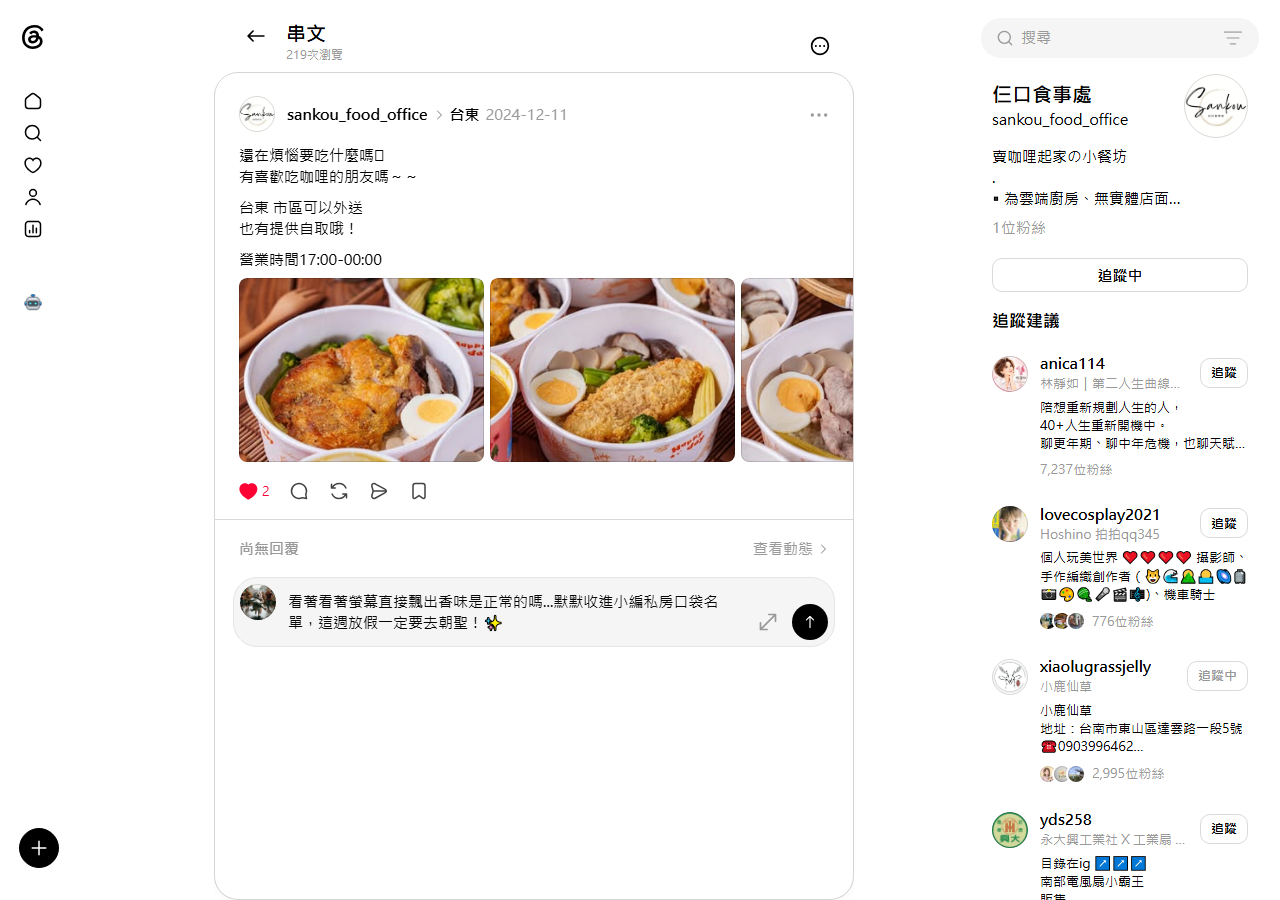 串文
219次瀏覽
sankou_food_office
台東
2024-12-11
還在煩惱要吃什麼嗎
有喜歡吃咖哩的朋友嗎～～
台東 市區可以外送
也有提供自取哦！
營業時間17:00-00:00
2
尚無回覆
查看動態
看著看著螢幕直接飄出香味是正常的嗎...默默收進小編私房口袋名
單，這週放假一定要去朝聖！✨
搜尋
仨口食事處
sankou_food_office
Sankou
賣咖哩起家の小餐坊
.
▪️為雲端廚房、無實體店面...
1位粉絲
追蹤中
追蹤建議
anica114
林靜如｜第二人生曲線...
追蹤
陪想重新規劃人生的人，
40+人生重新開機中。
聊更年期、聊中年危機，也聊天賦...
7,237位粉絲
lovecosplay2021
Hoshino 拍拍qq345
追蹤
個人玩美世界 ❤️❤️❤️❤️ 攝影師、
手作編織創作者（
)、機車騎士
776位粉絲
xiaolugrassjelly
小鹿仙草
追蹤中
小鹿仙草
地址：台南市東山區達雲路一段5號
☎️0903996462...
2,995位粉絲
yds258
永大興工業社 X 工業扇 ...
追蹤
目錄在ig ↗️↗️↗️
南部電風扇小霸王